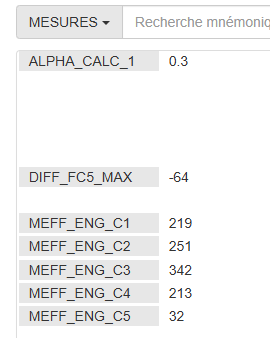 MESURES Recherche mnémoniq
ALPHA_CALC_1 0.3
DIFF_FC5_MAX -64
MEFF_ENG_C1 219
MEFF_ENG_C2 251
MEFF_ENG_C3 342
MEFF_ENG_C4 213
MEFF_ENG_C5 32